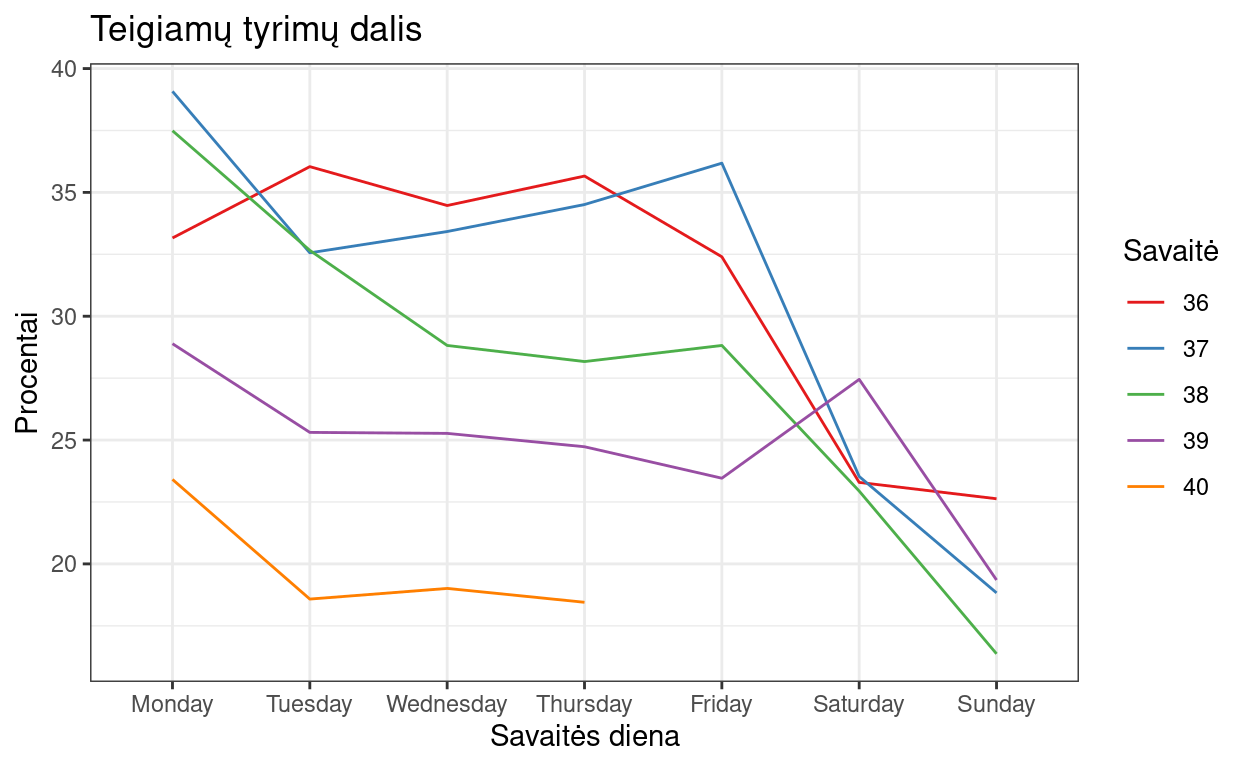 Teigiamų tyrimų dalis
40
35
30
25
20
Procentai
Monday Tuesday Wednesday Thursday Friday Saturday Sunday
Savaitės diena
Savaitė
36
37
38
39
40